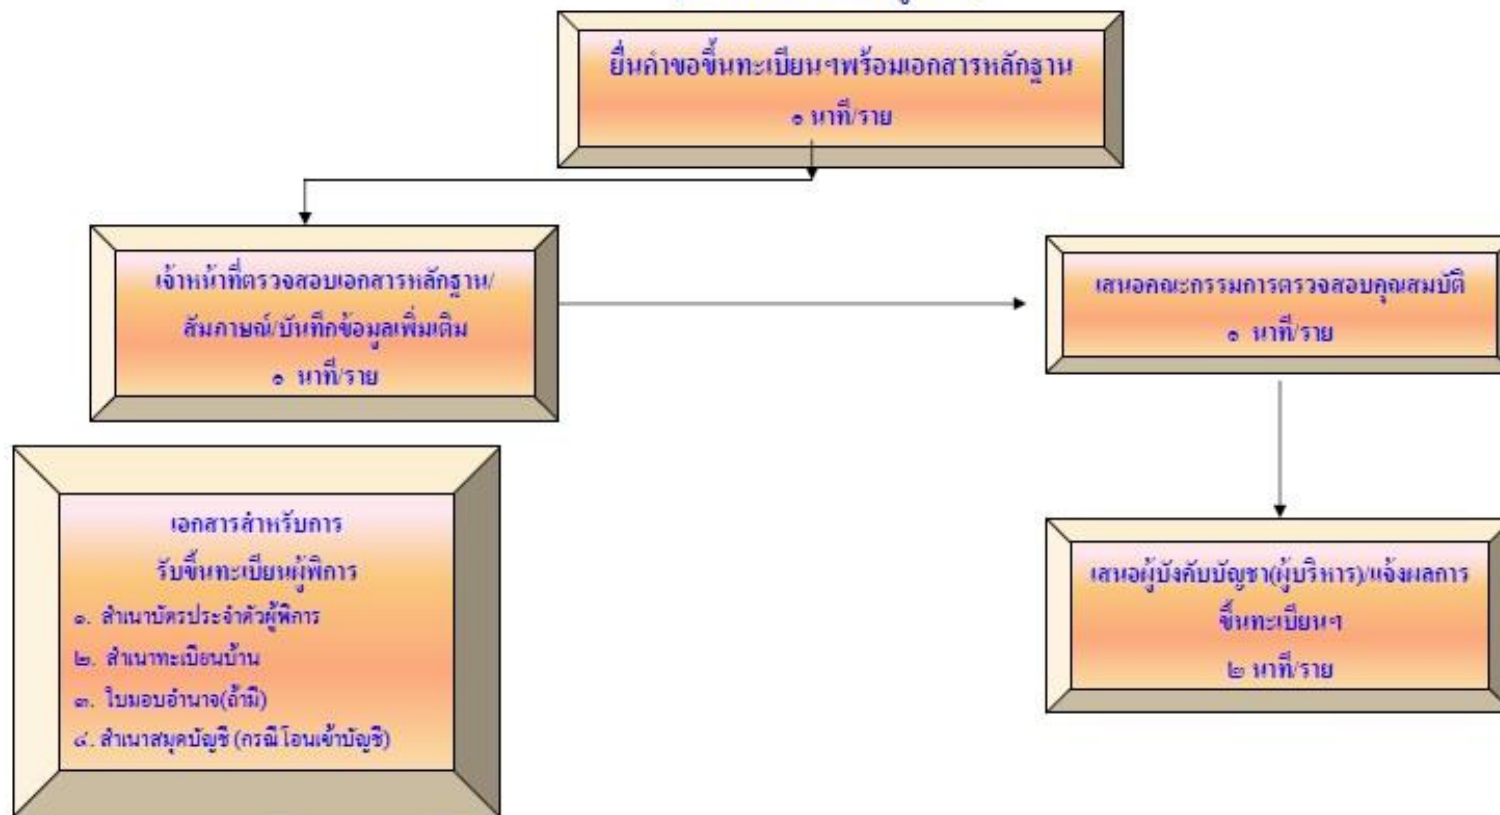 ยื่นคำขอขึ้นทะเบียนฯพร้อมเอกสารหลักฐาน
๑ นาที/ราย
เจ้าหน้าที่ตรวจสอบเอกสารหลักฐาน/
สัมภาษณ์/บันทึกข้อมูลเพิ่มเติม
๑ นาที/ราย
เสนอคณะกรรมการตรวจสอบคุณสมบัติ
๑ นาที/ราย
เอกสารสำหรับการ
รับขึ้นทะเบียนผู้พิการ
๑. สำเนาบัตรประจำตัวผู้พิการ
๒. สำเนาทะเบียนบ้าน
๓. ใบมอบอำนาจ(ถ้ามี)
๔. สำเนาสมุดบัญชี (กรณีโอนเข้าบัญชี)
เสนอผู้บังคับบัญชา(ผู้บริหาร)/แจ้งผลการ
ขึ้นทะเบียนฯ
๒ นาที/ราย